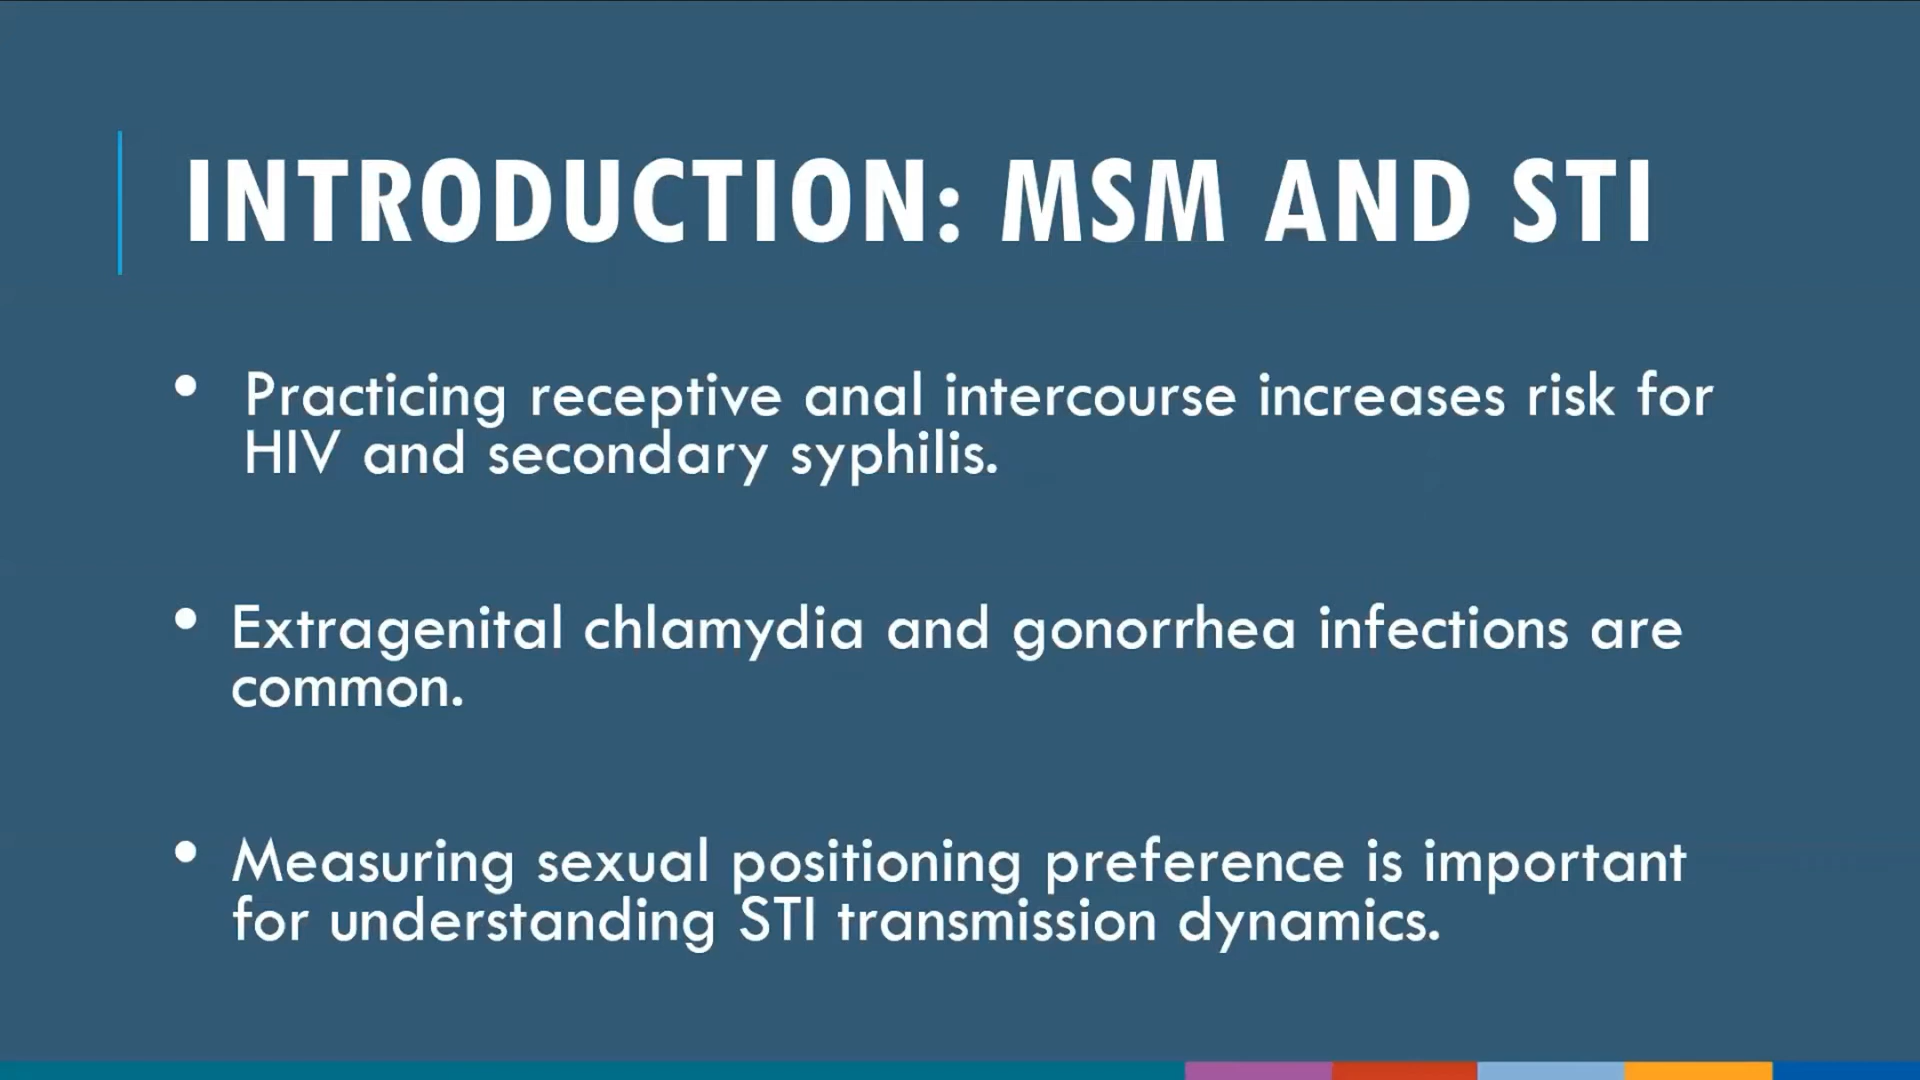 INTRODUCTION: MSM AND STI
• Practicing receptive anal intercourse increases risk for
HIV and secondary syphilis.
• Extragenital chlamydia and gonorrhea infections are
common.
• Measuring sexual positioning preference is important
for understanding STI transmission dynamics.